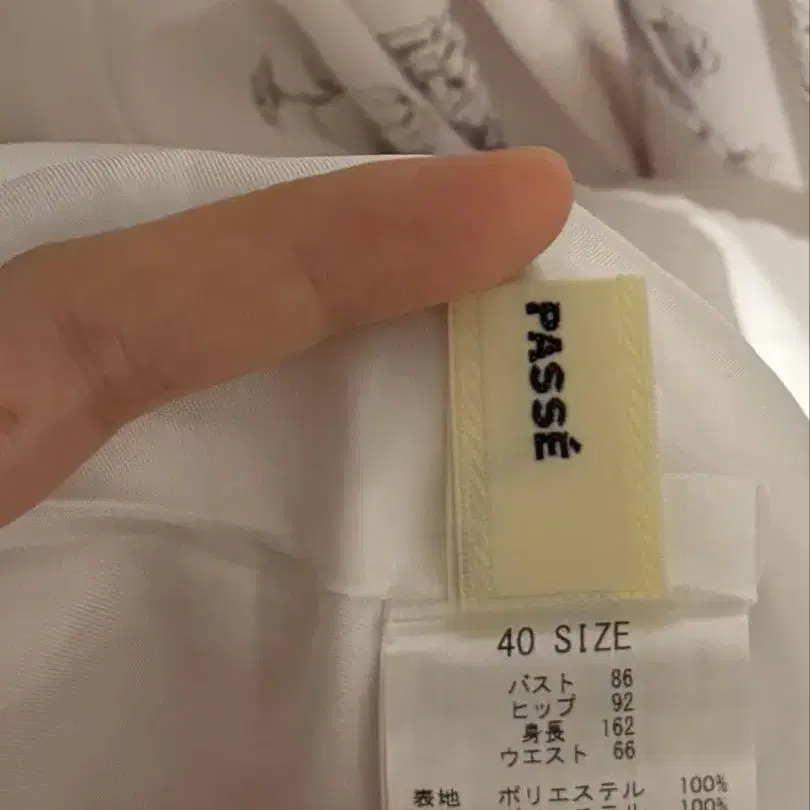 PASSÉ
40 SIZE
バスト 86
ヒップ 92
身長 162
ウエスト 66
表地 ポリエステル 100%
100%